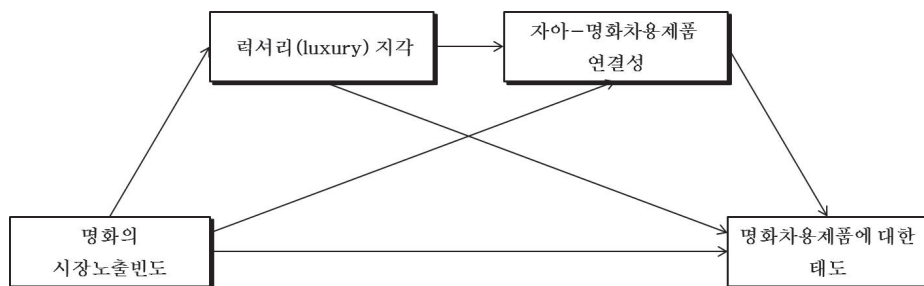 럭셔리(luxury) 지각
자아-명화차용제품
연결성
명화의
시장노출빈도
명화차용제품에 대한
태도